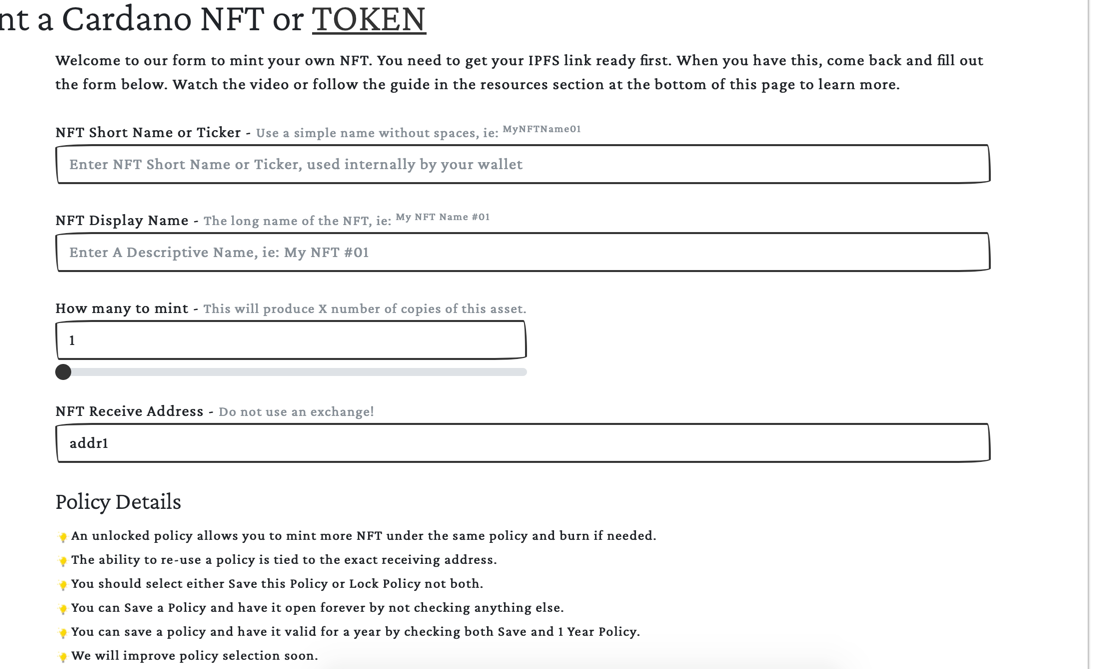 nt a Cardano NFT or TOKEN
Welcome to our form to mint your own NFT. You need to get your IPFS link ready first. When you have this, come back and fill out
the form below. Watch the video or follow the guide in the resources section at the bottom of this page to learn more.
NFT Short Name or Ticker - Use a simple name without spaces, ie: MyNFTName01
Enter NFT Short Name or Ticker, used internally by your wallet
NFT Display Name - The long name of the NFT, ie: My NFT Name #01
Enter A Descriptive Name, ie: My NFT #01
How many to mint - This will produce X number of copies of this asset.
1
NFT Receive Address - Do not use an exchange!
addr1
Policy Details
An unlocked policy allows you to mint more NFT under the same policy and burn if needed.
The ability to re-use a policy is tied to the exact receiving address.
You should select either Save this Policy or Lock Policy not both.
You can Save a Policy and have it open forever by not checking anything else.
You can save a policy and have it valid for a year by checking both Save and 1 Year Policy.
We will improve policy selection soon.